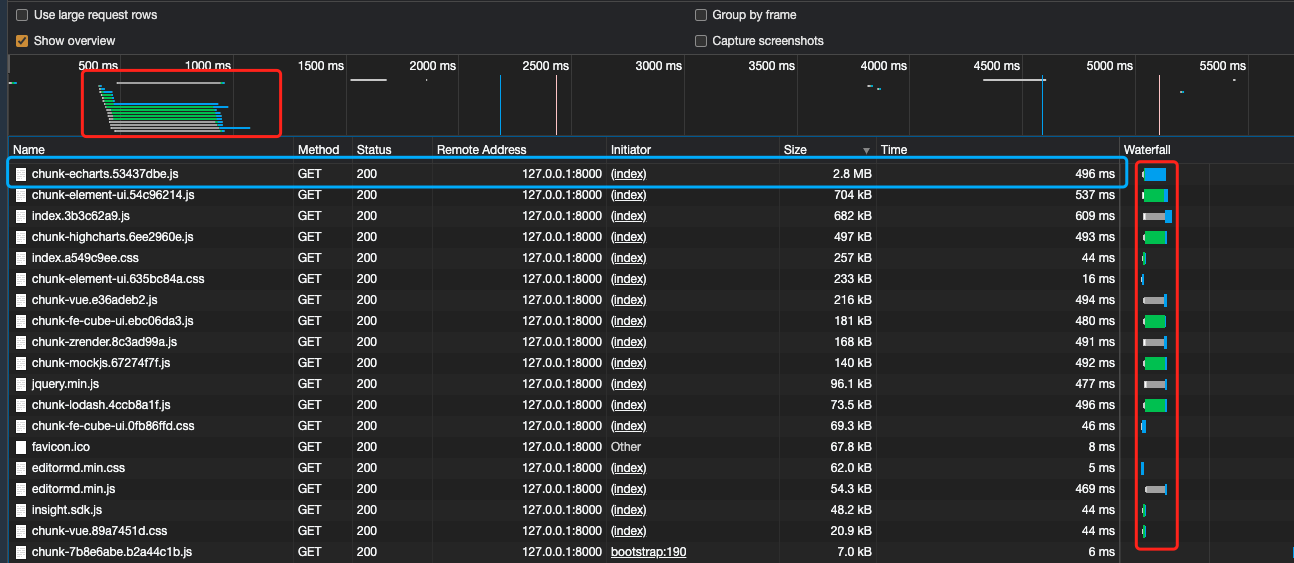 Use large request rows Group by frame
Show overview Capture screenshots
500 ms 1000 ms 1500 ms 2000 ms 2500 ms 3000 ms 3500 ms 4000 ms 4500 ms 5000 ms 5500 ms
Name Method Status Remote Address Initiator Size Time Waterfall
chunk-echarts.53437dbe.js GET 200 127.0.0.1:8000 (index) 2.8 MB 496 ms
chunk-element-ui.54c96214.js GET 200 127.0.0.1:8000 (index) 704 kB 537 ms
index.3b3c62a9.js GET 200 127.0.0.1:8000 (index) 682 kB 609 ms
chunk-highcharts.6ee2960e.js GET 200 127.0.0.1:8000 (index) 497 kB 493 ms
index.a549c9ee.css GET 200 127.0.0.1:8000 (index) 257 kB 44 ms
chunk-element-ui.635bc84a.css GET 200 127.0.0.1:8000 (index) 233 kB 16 ms
chunk-vue.e36adeb2.js GET 200 127.0.0.1:8000 (index) 216 kB 494 ms
chunk-fe-cube-ui.ebc06da3.js GET 200 127.0.0.1:8000 (index) 181 kB 480 ms
chunk-zrender.8c3ad99a.js GET 200 127.0.0.1:8000 (index) 168 kB 491 ms
chunk-mockjs.67274f7f.js GET 200 127.0.0.1:8000 (index) 140 kB 492 ms
jquery.min.js GET 200 127.0.0.1:8000 (index) 96.1 kB 477 ms
chunk-lodash.4ccb8a1f.js GET 200 127.0.0.1:8000 (index) 73.5 kB 496 ms
chunk-fe-cube-ui.0fb86ffd.css GET 200 127.0.0.1:8000 (index) 69.3 kB 46 ms
favicon.ico GET 200 127.0.0.1:8000 Other 67.8 kB 8 ms
editormd.min.css GET 200 127.0.0.1:8000 (index) 62.0 kB 5 ms
editormd.min.js GET 200 127.0.0.1:8000 (index) 54.3 kB 469 ms
insight.sdk.js GET 200 127.0.0.1:8000 (index) 48.2 kB 44 ms
chunk-vue.89a7451d.css GET 200 127.0.0.1:8000 (index) 20.9 kB 44 ms
chunk-7b8e6abe.b2a44c1b.js GET 200 127.0.0.1:8000 bootstrap:190 7.0 kB 6 ms